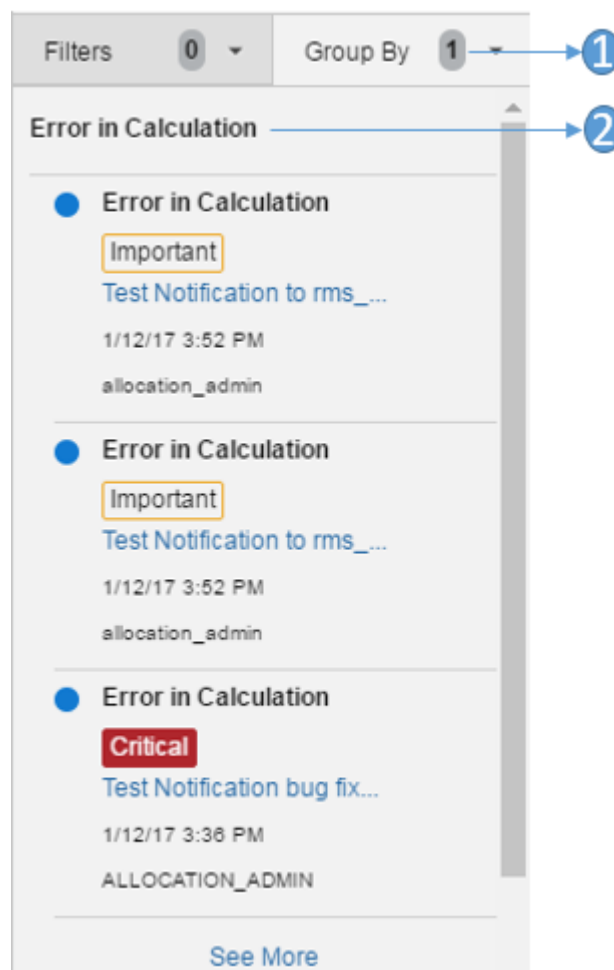 Filters 0 Group By 1 1
Error in Calculation 2
Error in Calculation
Important
Test Notification to rms_...
1/12/17 3:52 PM
allocation_admin
Error in Calculation
Important
Test Notification to rms_...
1/12/17 3:52 PM
allocation_admin
Error in Calculation
Critical
Test Notification bug fix...
1/12/17 3:36 PM
ALLOCATION_ADMIN
See More